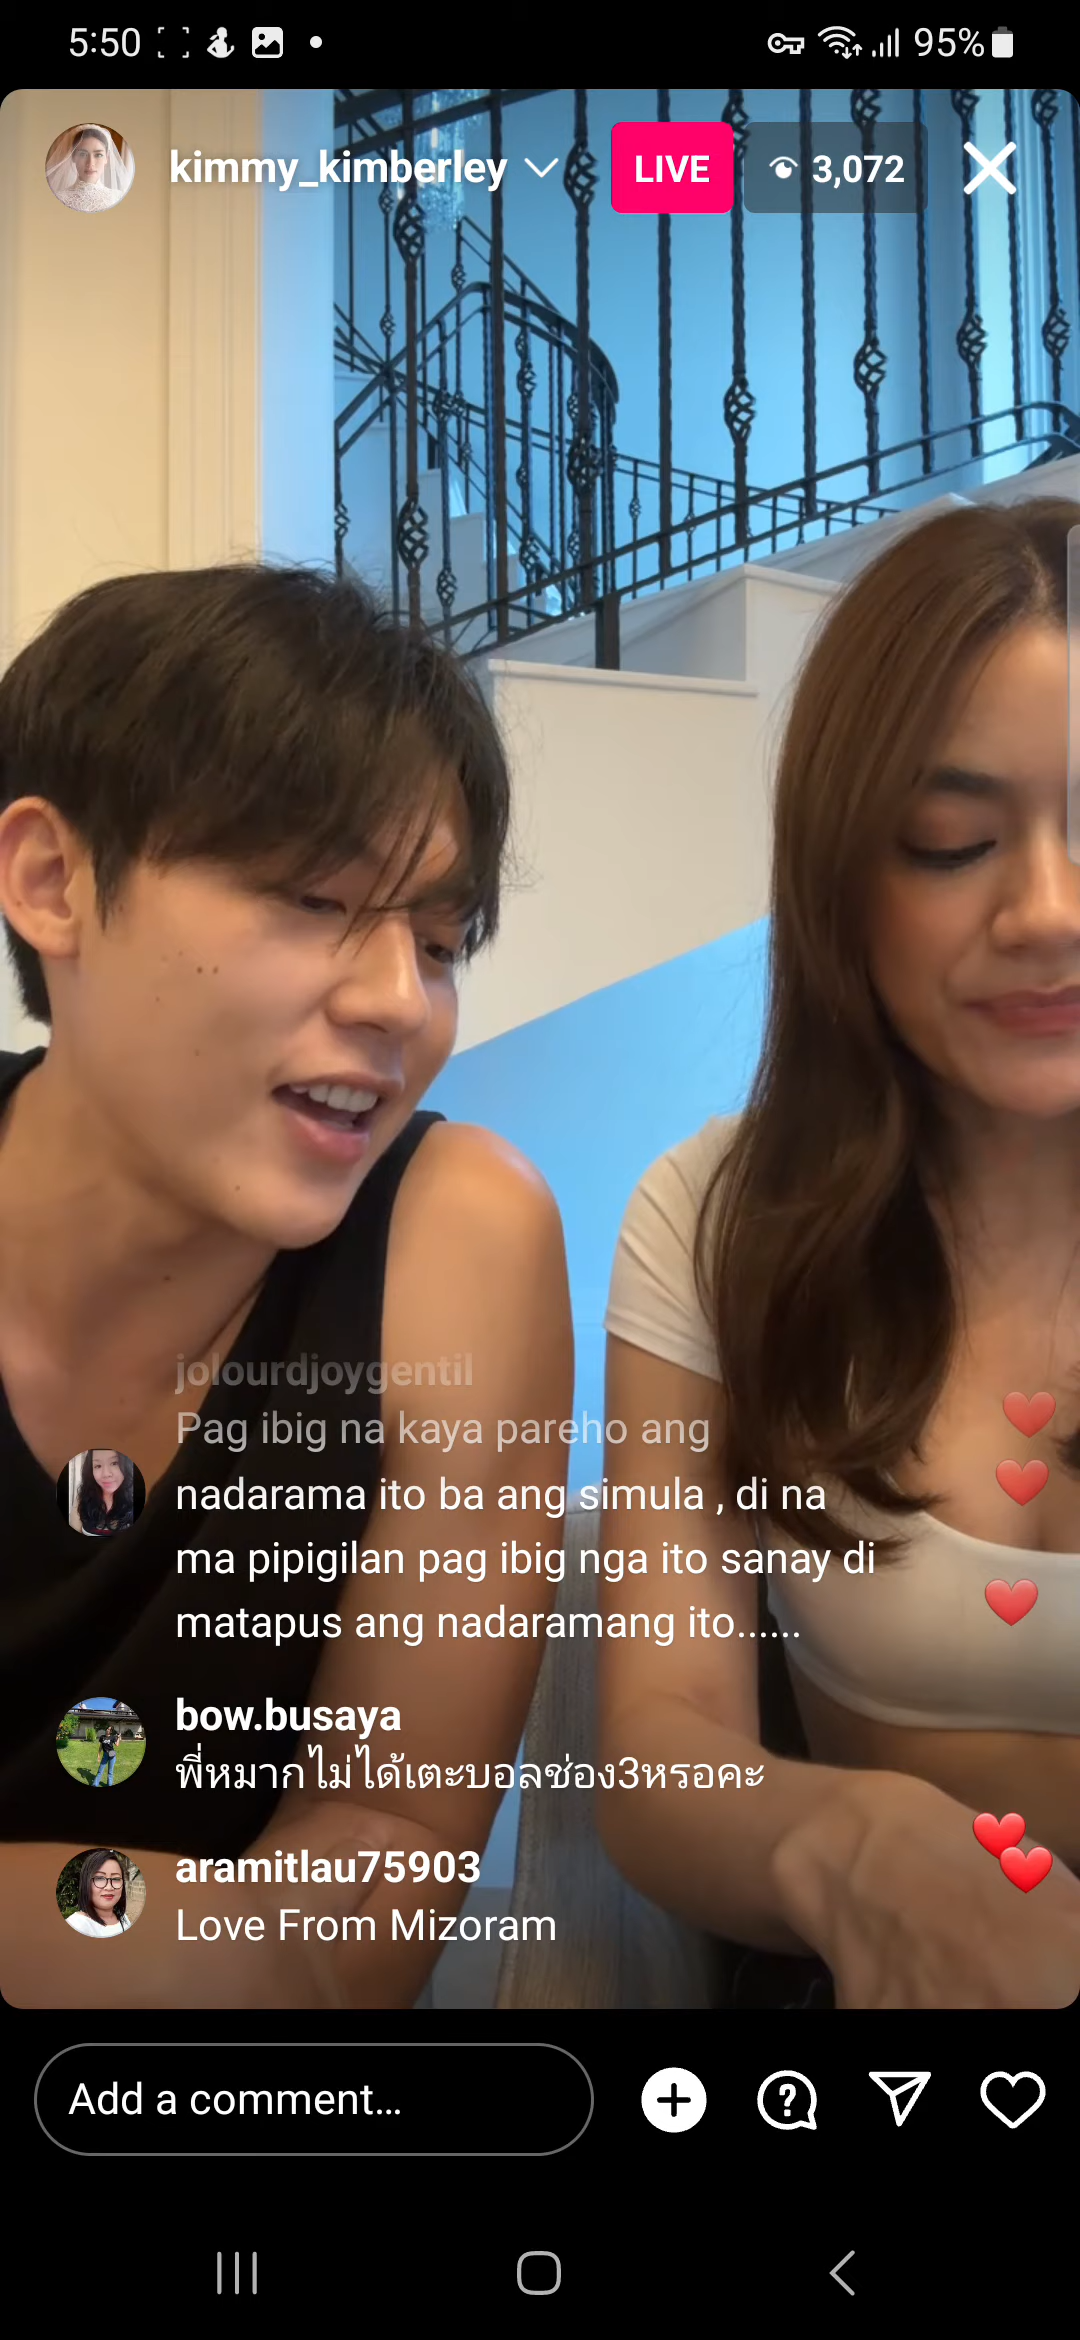 5:50
95%
kimmy_kimberley
LIVE
3,072
jolourdjoygentil
Pag ibig na kaya pareho ang
nadarama ito ba ang simula , di na
ma pipigilan pag ibig nga ito sanay di
matapus ang nadaramang ito......
bow.busaya
พี่หมากไม่ได้เตะบอลช่อง3หรอคะ
aramitlau75903
Love From Mizoram
Add a comment...